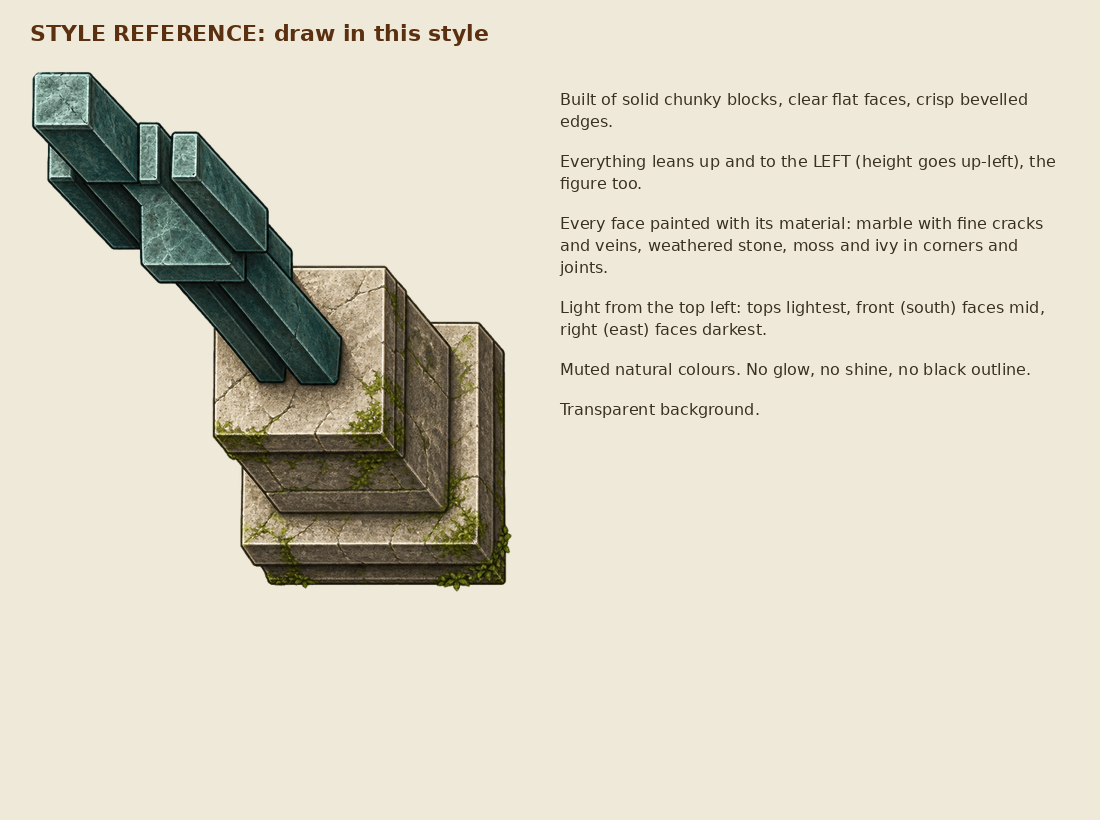 STYLE REFERENCE: draw in this style
Built of solid chunky blocks, clear flat faces, crisp bevelled
edges.
Everything leans up and to the LEFT (height goes up-left), the
figure too.
Every face painted with its material: marble with fine cracks
and veins, weathered stone, moss and ivy in corners and
joints.
Light from the top left: tops lightest, front (south) faces mid,
right (east) faces darkest.
Muted natural colours. No glow, no shine, no black outline.
Transparent background.